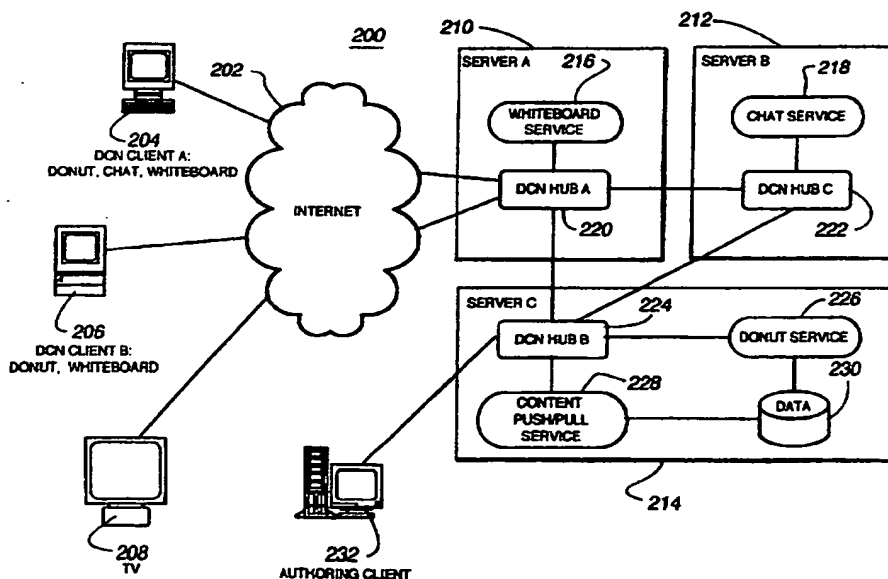 200
202
204
DCN CLIENT A:
DONUT, CHAT, WHITEBOARD
206
DCN CLIENT B:
DONUT, WHITEBOARD
208
TV
INTERNET
232
AUTHORING CLIENT
210
SERVER A
216
WHITEBOARD
SERVICE
DCN HUB A
220
212
SERVER B
218
CHAT SERVICE
DCN HUB C
222
SERVER C
224
DCN HUB B
226
DONUT SERVICE
228
CONTENT
PUSH/PULL
SERVICE
230
DATA
214